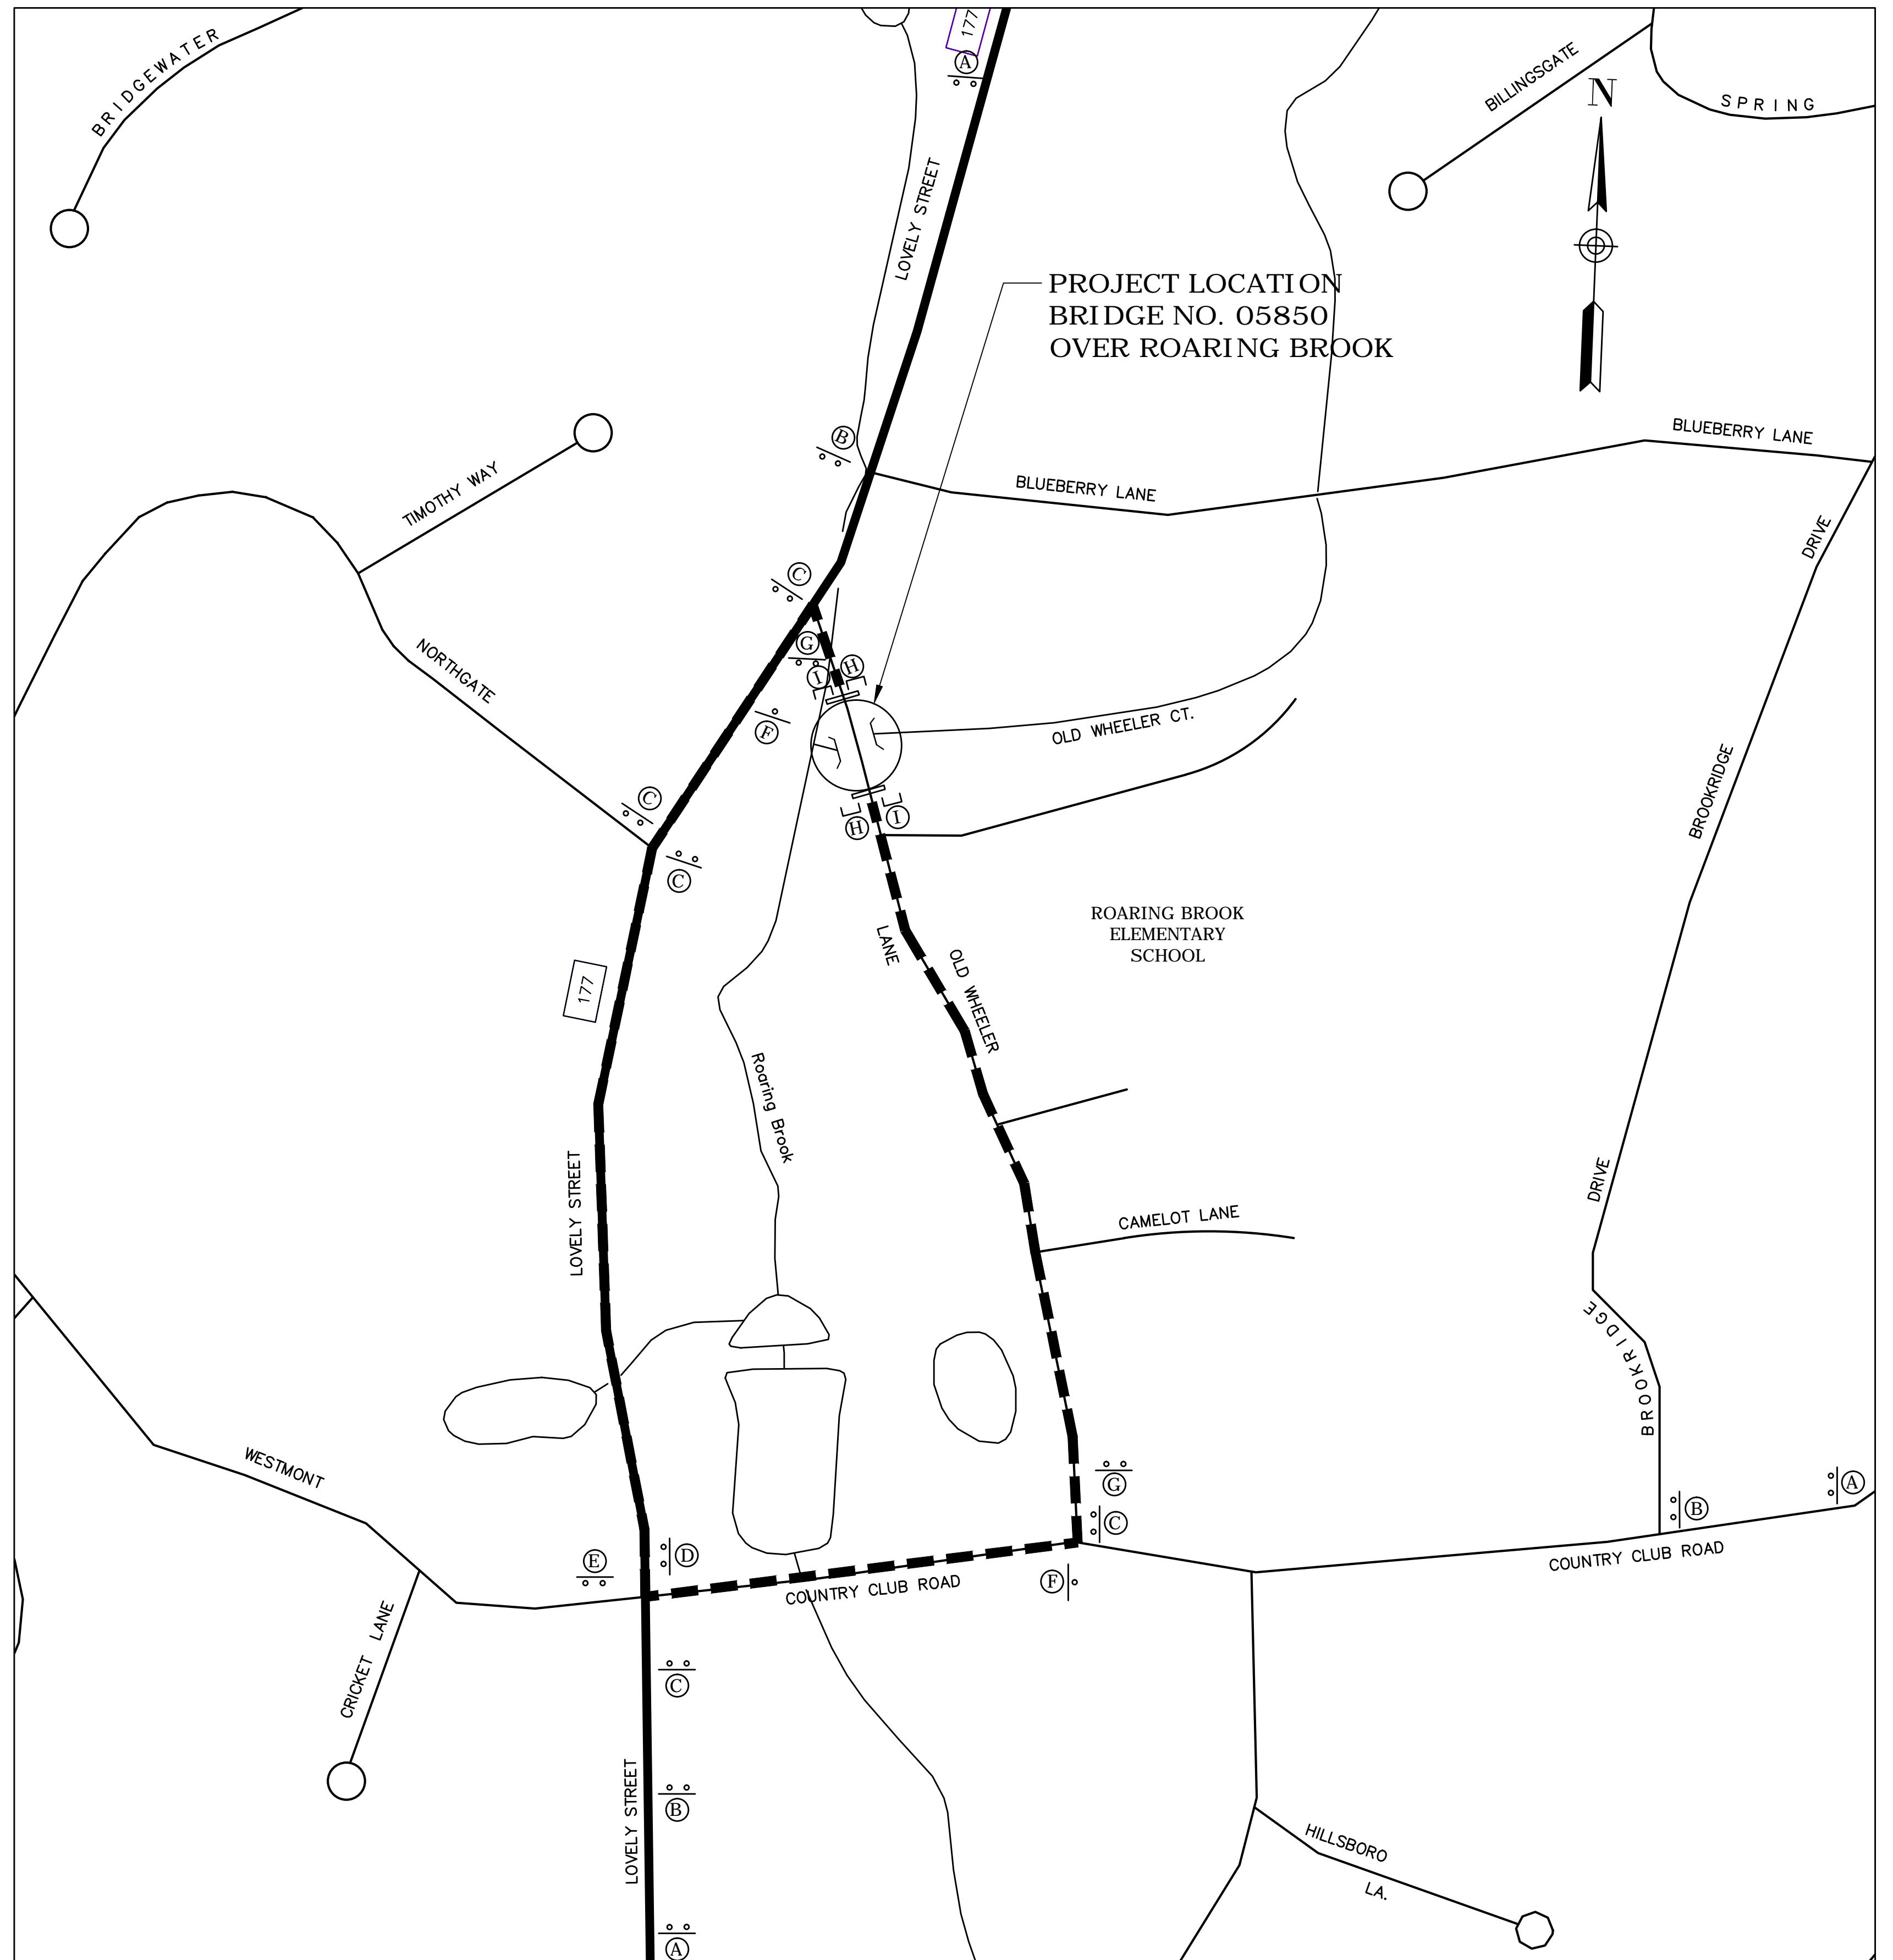 177
A
BRIDGEWATER
BILLINGSGATE
N
SPRING
LOVELY STREET
PROJECT LOCATION
BRIDGE NO. 05850
OVER ROARING BROOK
B
BLUEBERRY LANE
BLUEBERRY LANE
TIMOTHY WAY
DRIVE
C
G
H
I
NORTHGATE
F
OLD WHEELER CT.
BROOKRIDGE
C
I
H
C
ROARING BROOK
ELEMENTARY
SCHOOL
LANE
OLD WHEELER
177
Roaring Brook
LOVELY STREET
CAMELOT LANE
DRIVE
BROOKRIDGE
WESTMONT
G
A
B
C
E
D
F
COUNTRY CLUB ROAD
COUNTRY CLUB ROAD
CRICKET LANE
C
B
LOVELY STREET
HILLSBORO
LA.
A